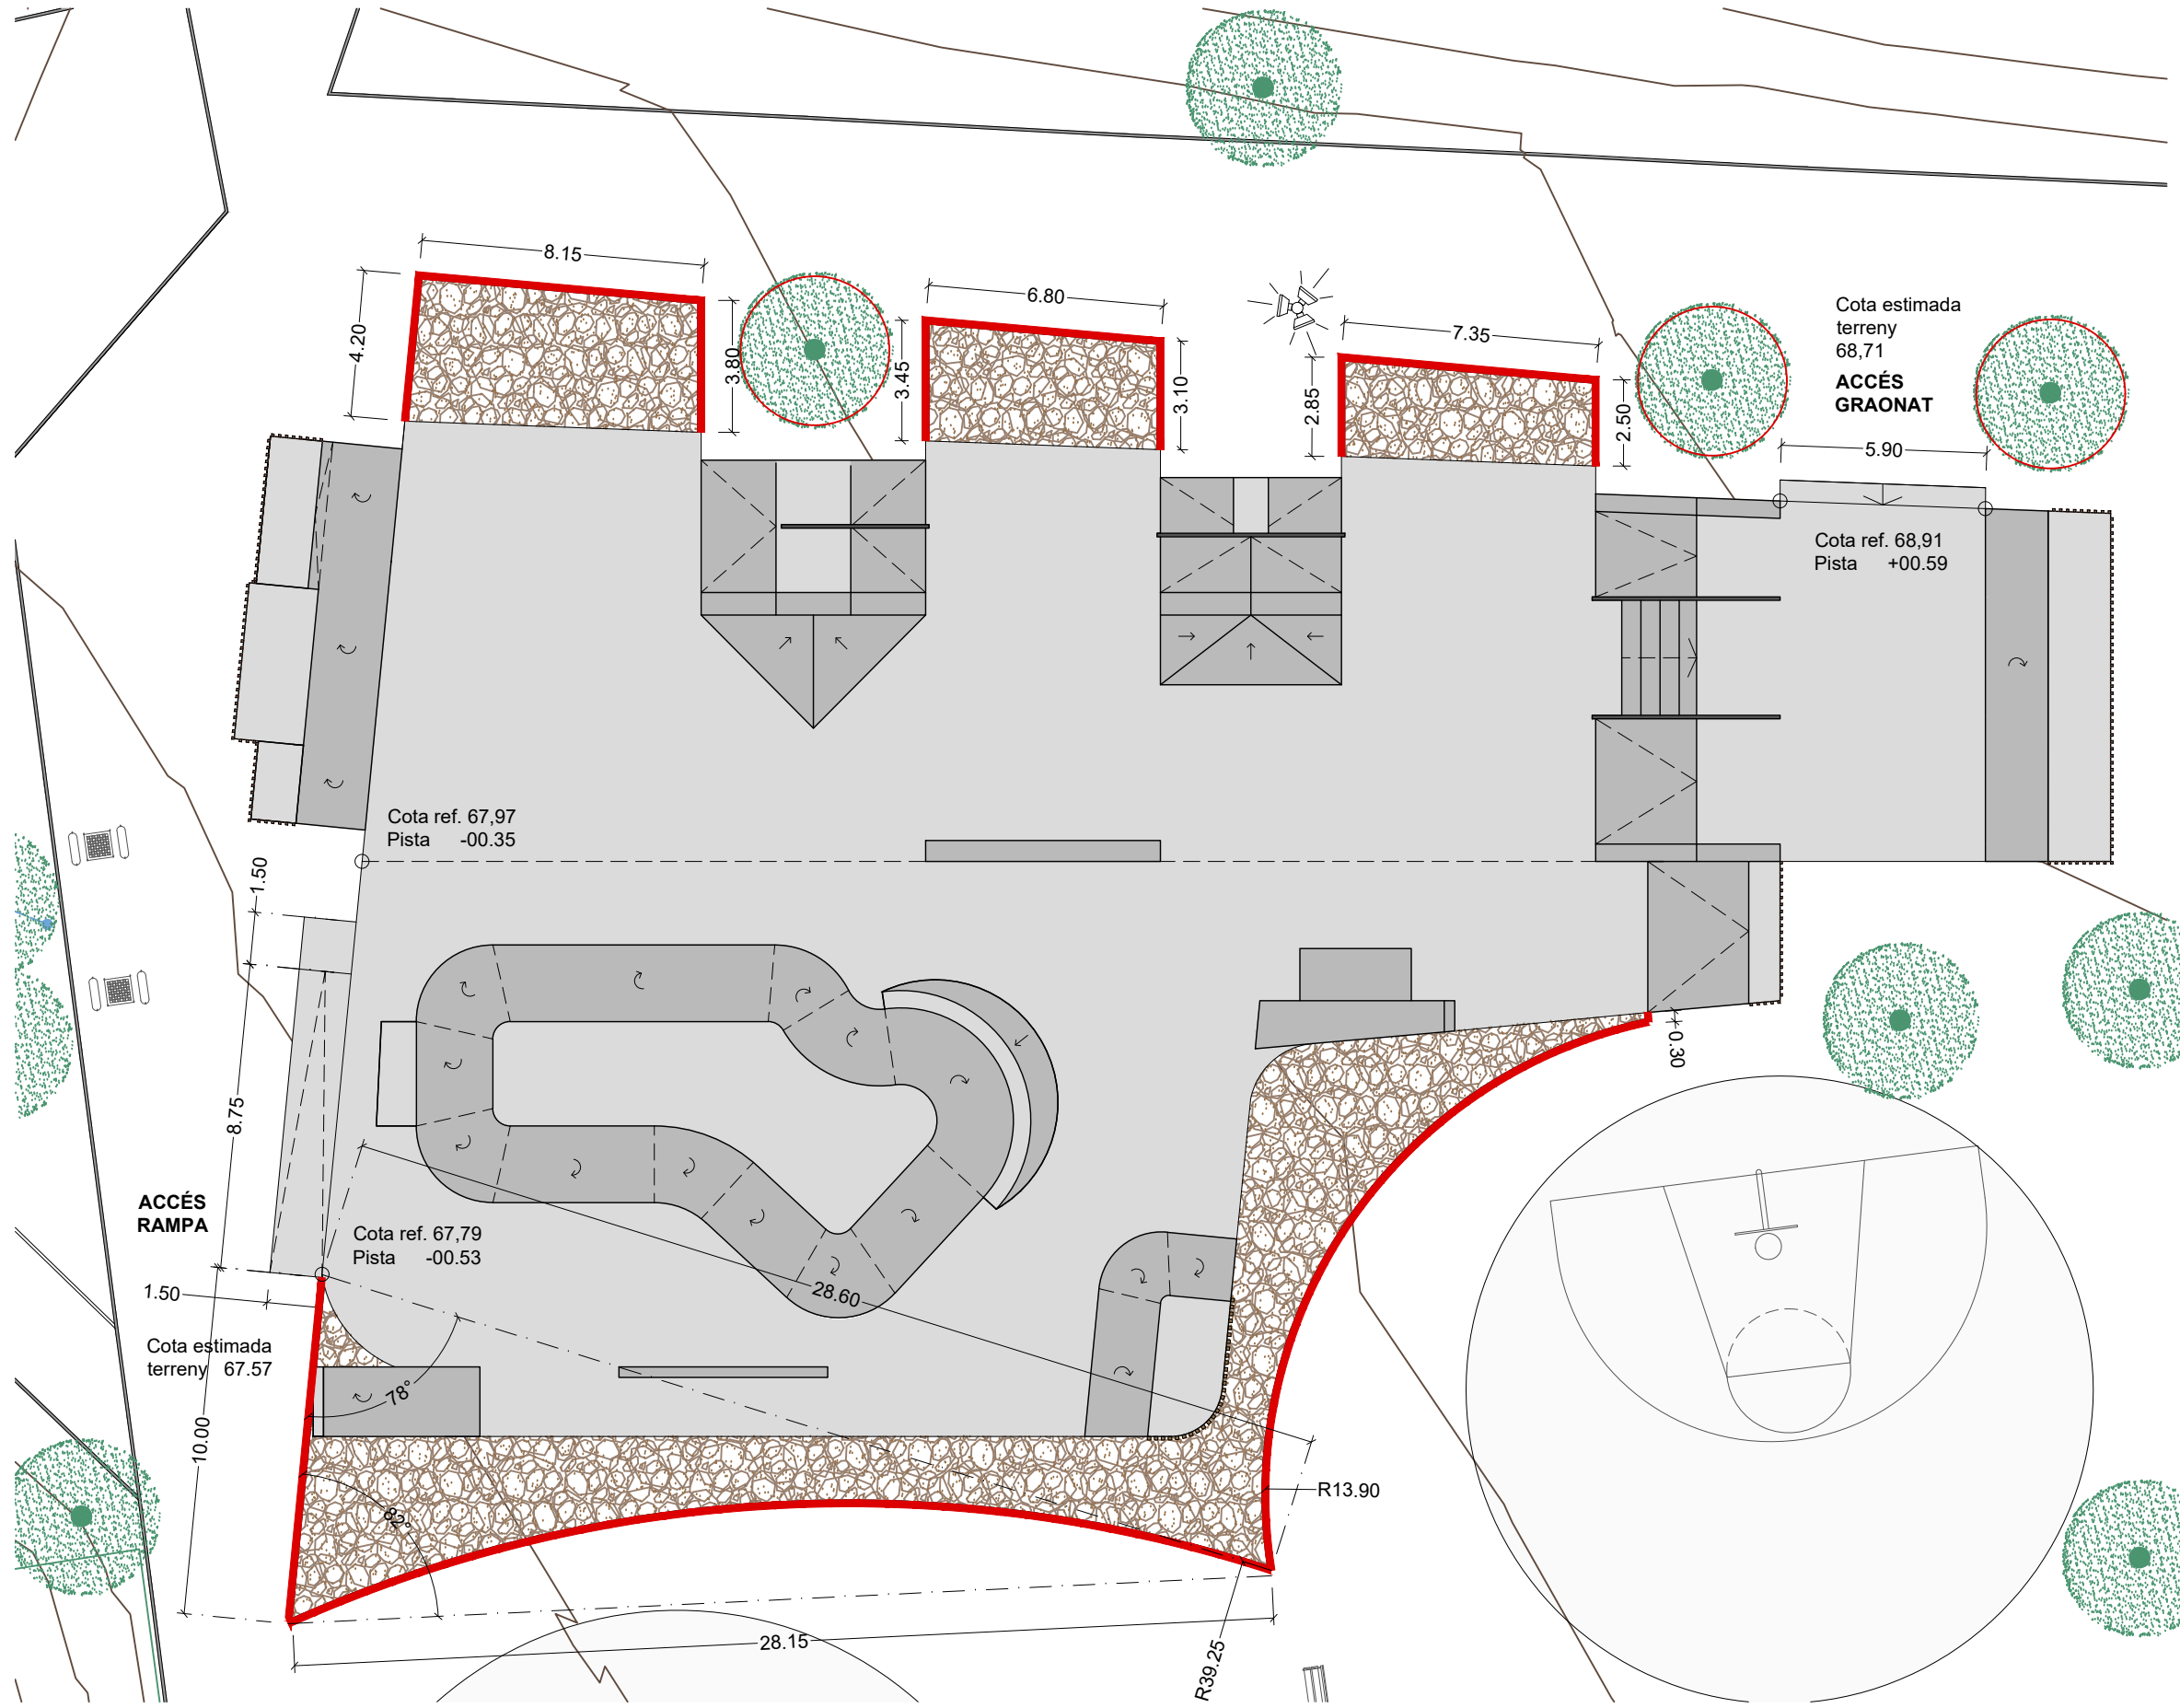 8.15
4.20
3.80
6.80
3.45
3.10
7.35
2.85
2.50
Cota estimada
terreny
68,71
ACCÉS
GRAONAT
5.90
Cota ref. 68,91
Pista +00.59
Cota ref. 67,97
Pista -00.35
1.50
8.75
0.30
ACCÉS
RAMPA
Cota ref. 67,79
Pista -00.53
1.50
28.60
Cota estimada
terreny 67.57
78°
10.00
82°
R13.90
28.15
R39.25